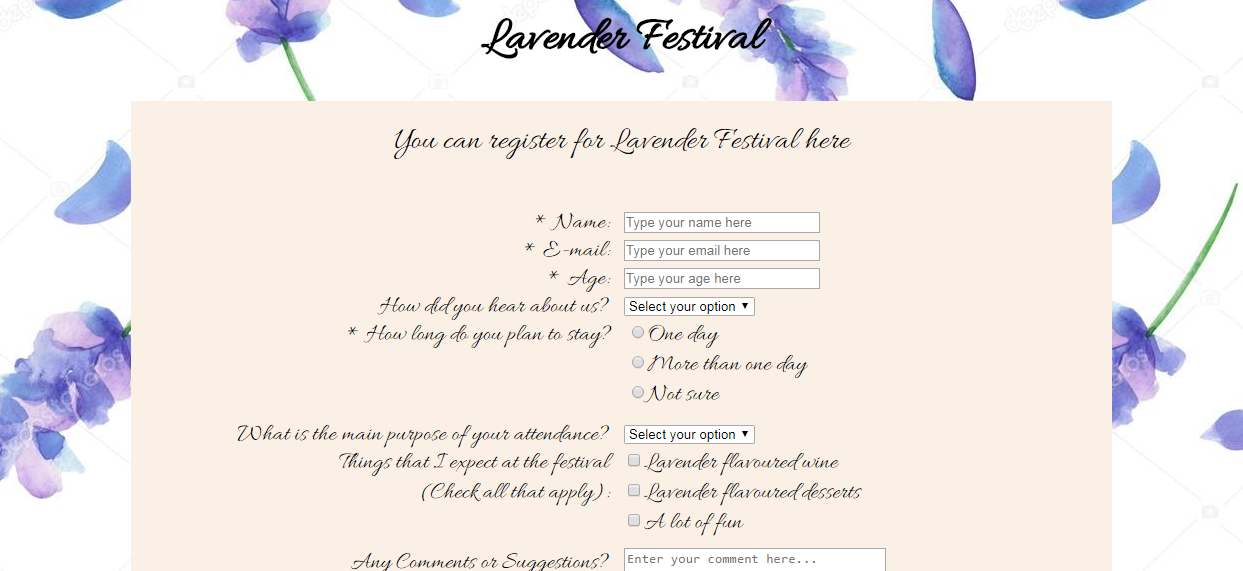 Lavender Festival
You can register for Lavender Festival here
* Name: Type your name here
* E-mail: Type your email here
* Age: Type your age here
How did you hear about us? Select your option
* How long do you plan to stay? One day
More than one day
Not sure
What is the main purpose of your attendance? Select your option
Things that I expect at the festival Lavender flavoured wine
(Check all that apply) : Lavender flavoured desserts
A lot of fun
Any Comments or Suggestions? Enter your comment here...